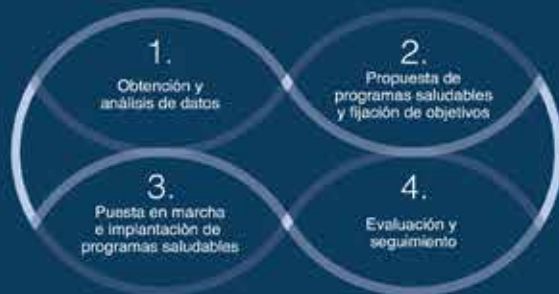 1.
Obtención y
análisis de datos
2.
Propuesta de
programas saludables
y fijación de objetivos
3.
Puesta en marcha
e implantación de
programas saludables
4.
Evaluación y
seguimiento